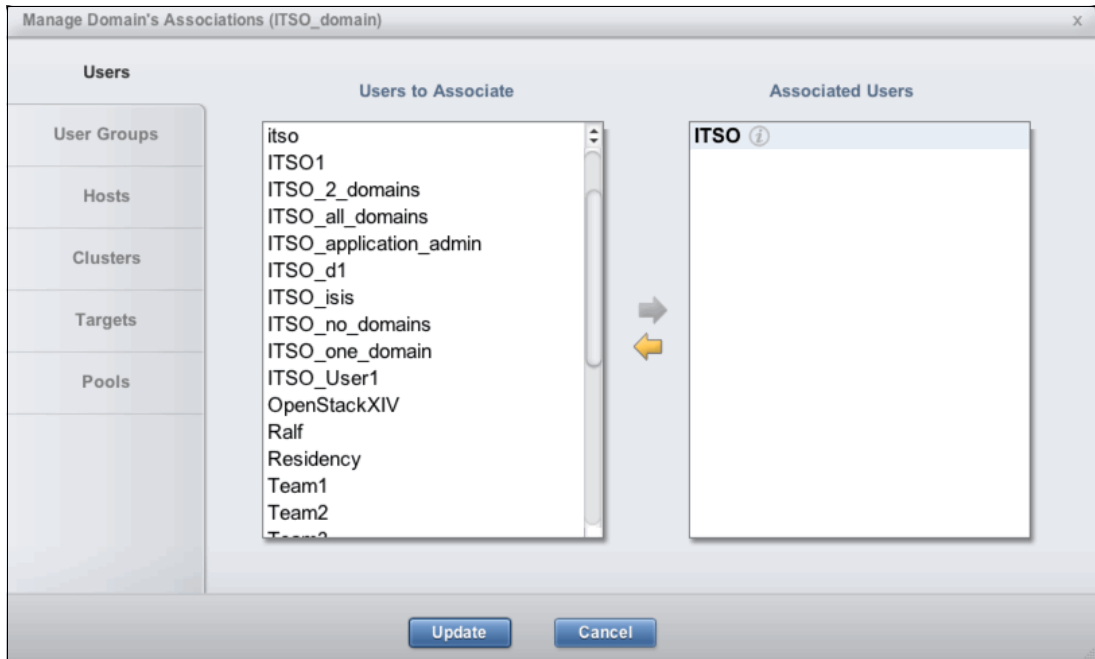 Manage Domain's Associations (ITSO_domain)
x
Users
User Groups
Hosts
Clusters
Targets
Pools
Users to Associate
itso
ITSO1
ITSO_2_domains
ITSO_all_domains
ITSO_application_admin
ITSO_d1
ITSO_isis
ITSO_no_domains
ITSO_one_domain
ITSO_User1
OpenStackXIV
Ralf
Residency
Team1
Team2
Associated Users
ITSO i
Update
Cancel